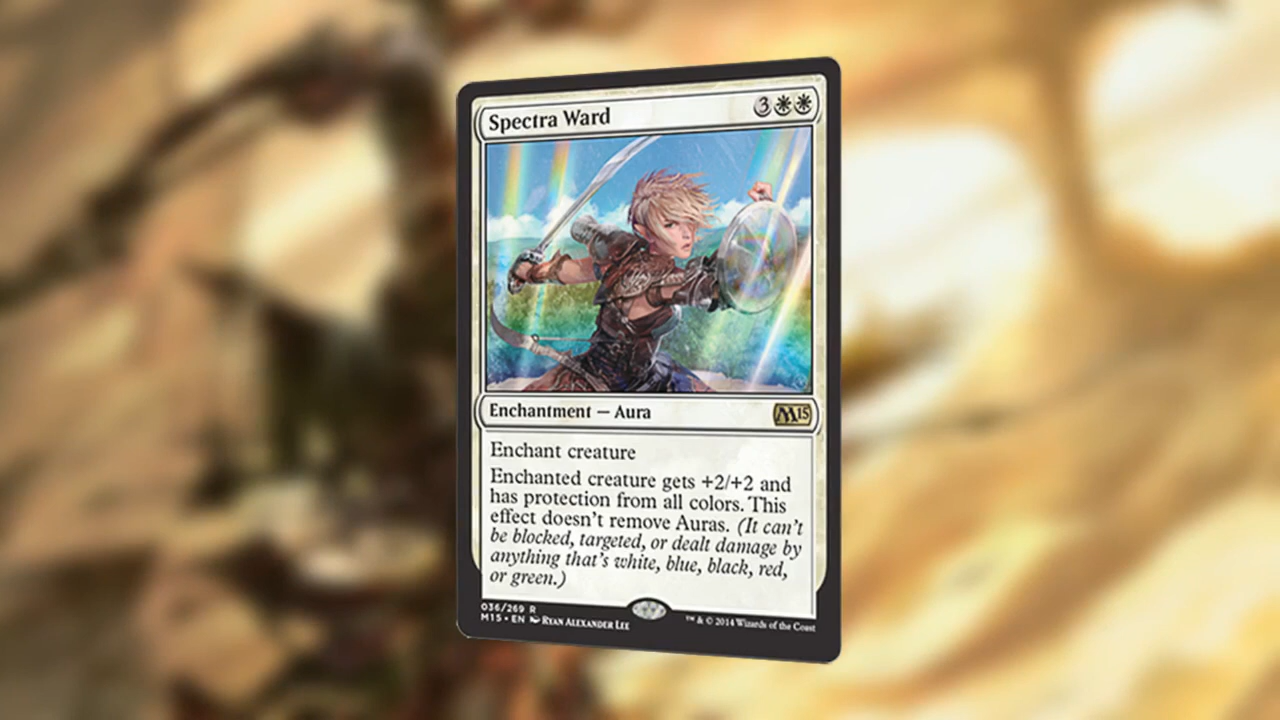 Spectra Ward 3
Enchantment — Aura M15
Enchant creature
Enchanted creature gets +2/+2 and
has protection from all colors. This
effect doesn't remove Auras. (It can't
be blocked, targeted, or dealt damage by
anything that's white, blue, black, red,
or green.)
036/269 R
M15 • EN Ryan Alexander Lee
™ & © 2014 Wizards of the Coast